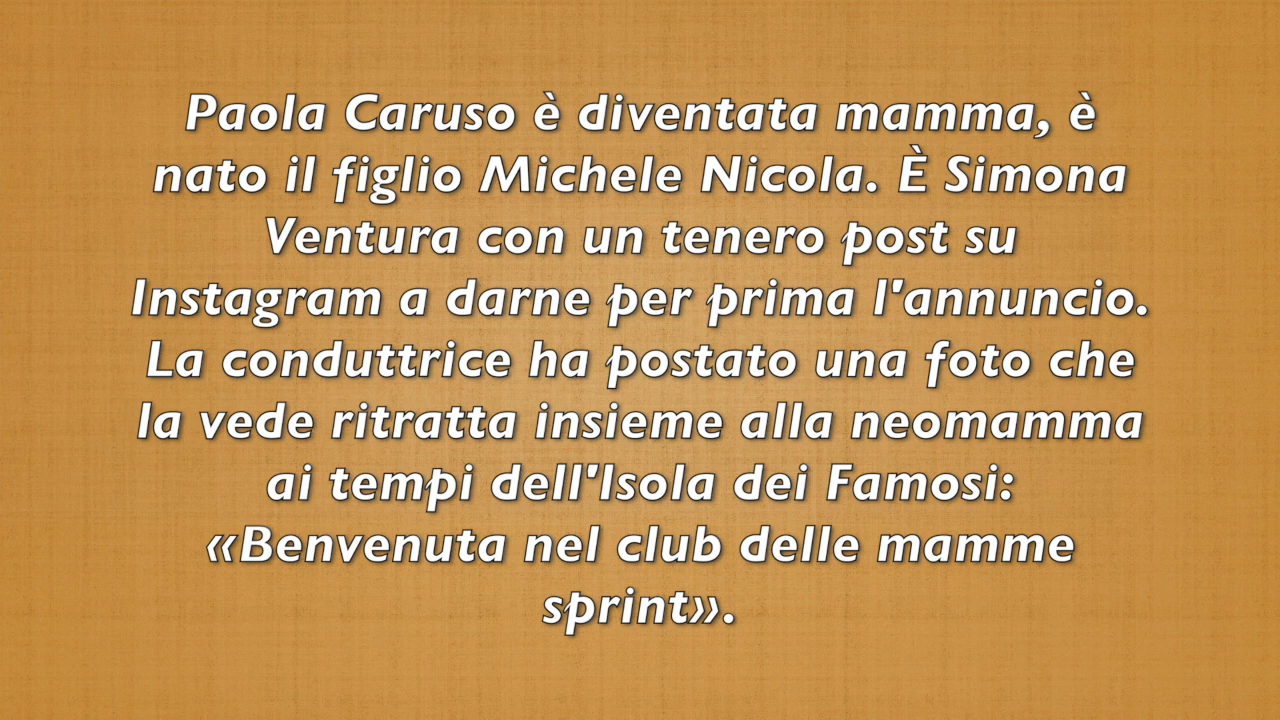 Paola Caruso è diventata mamma, è
nato il figlio Michele Nicola. È Simona
Ventura con un tenero post su
Instagram a darne per prima l'annuncio.
La conduttrice ha postato una foto che
la vede ritratta insieme alla neomamma
ai tempi dell'Isola dei Famosi:
«Benvenuta nel club delle mamme
sprint».